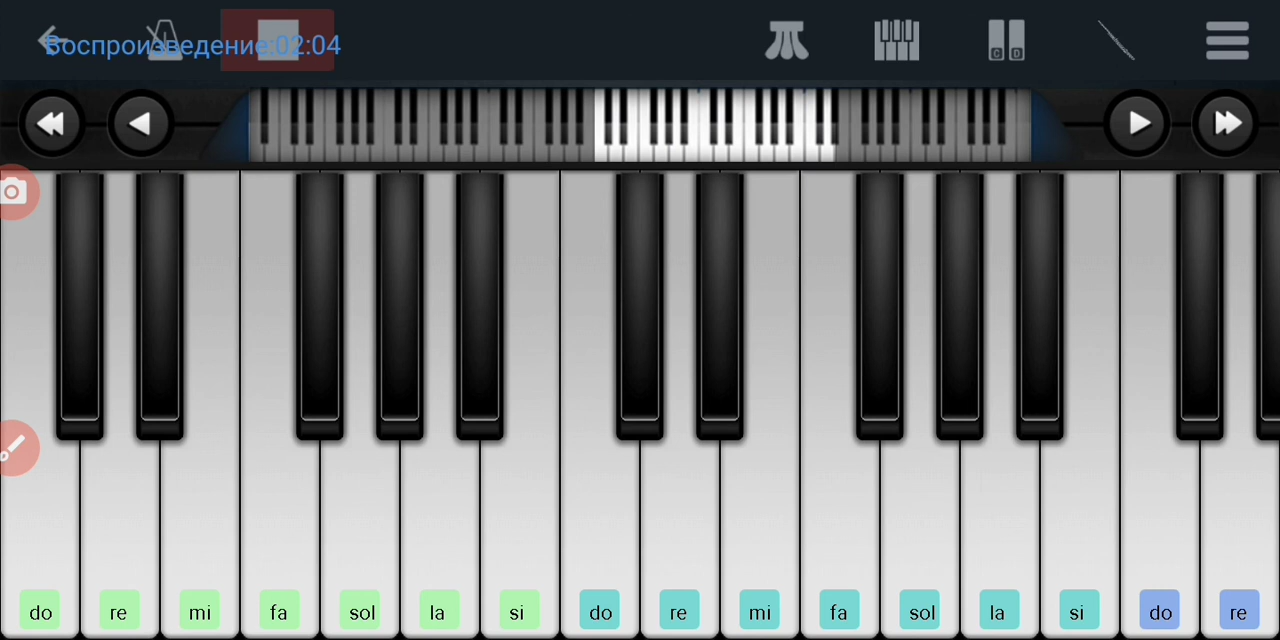 Воспроизведение:02:04
C D
do re mi fa sol la si do re mi fa sol la si do re